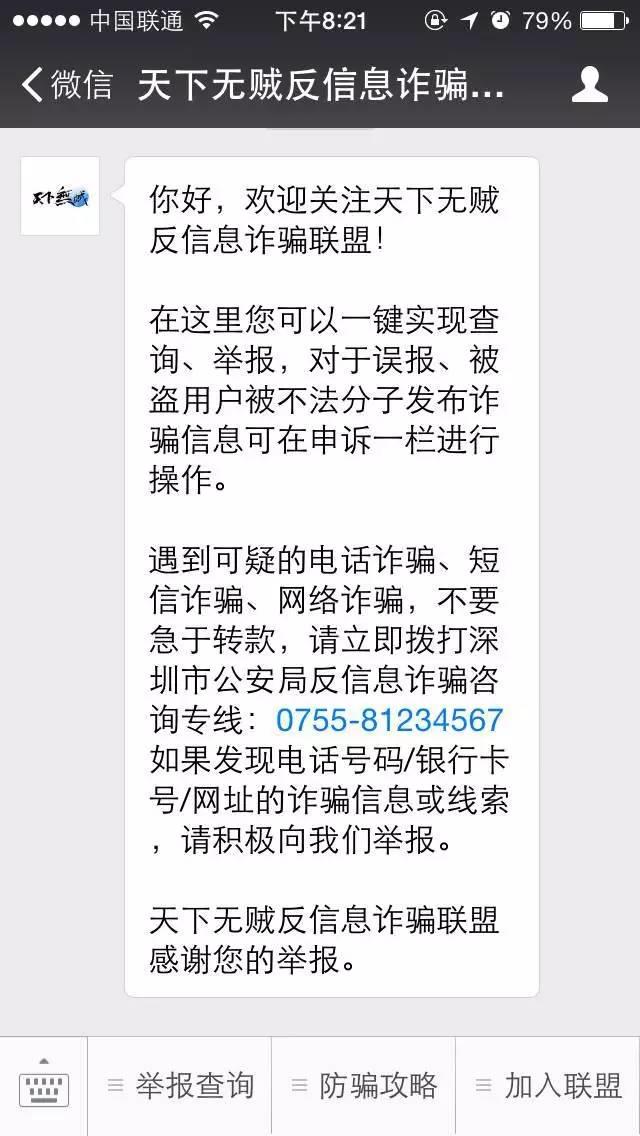 中国联通 下午8:21 79%
微信 天下无贼反信息诈骗...
天下無贼
你好，欢迎关注天下无贼
反信息诈骗联盟！
在这里您可以一键实现查
询、举报，对于误报、被
盗用户被不法分子发布诈
骗信息可在申诉一栏进行
操作。
遇到可疑的电话诈骗、短
信诈骗、网络诈骗，不要
急于转款，请立即拨打深
圳市公安局反信息诈骗咨
询专线：0755-81234567
如果发现电话号码/银行卡
号/网址的诈骗信息或线索
，请积极向我们举报。
天下无贼反信息诈骗联盟
感谢您的举报。
举报查询 防骗攻略 加入联盟